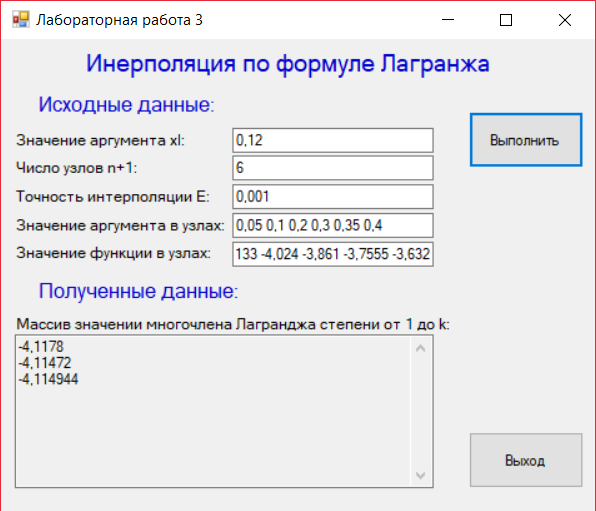 Лабораторная работа 3
Инерполяция по формуле Лагранжа
Исходные данные:
Значение аргумента xl: 0,12
Число узлов n+1: 6
Точность интерполяции E: 0,001
Значение аргумента в узлах: 0,05 0,1 0,2 0,3 0,35 0,4
Значение функции в узлах: 133 -4,024 -3,861 -3,7555 -3,632
Выполнить
Полученные данные:
Массив значении многочлена Лагранджа степени от 1 до k:
-4,1178
-4,11472
-4,114944
Выход